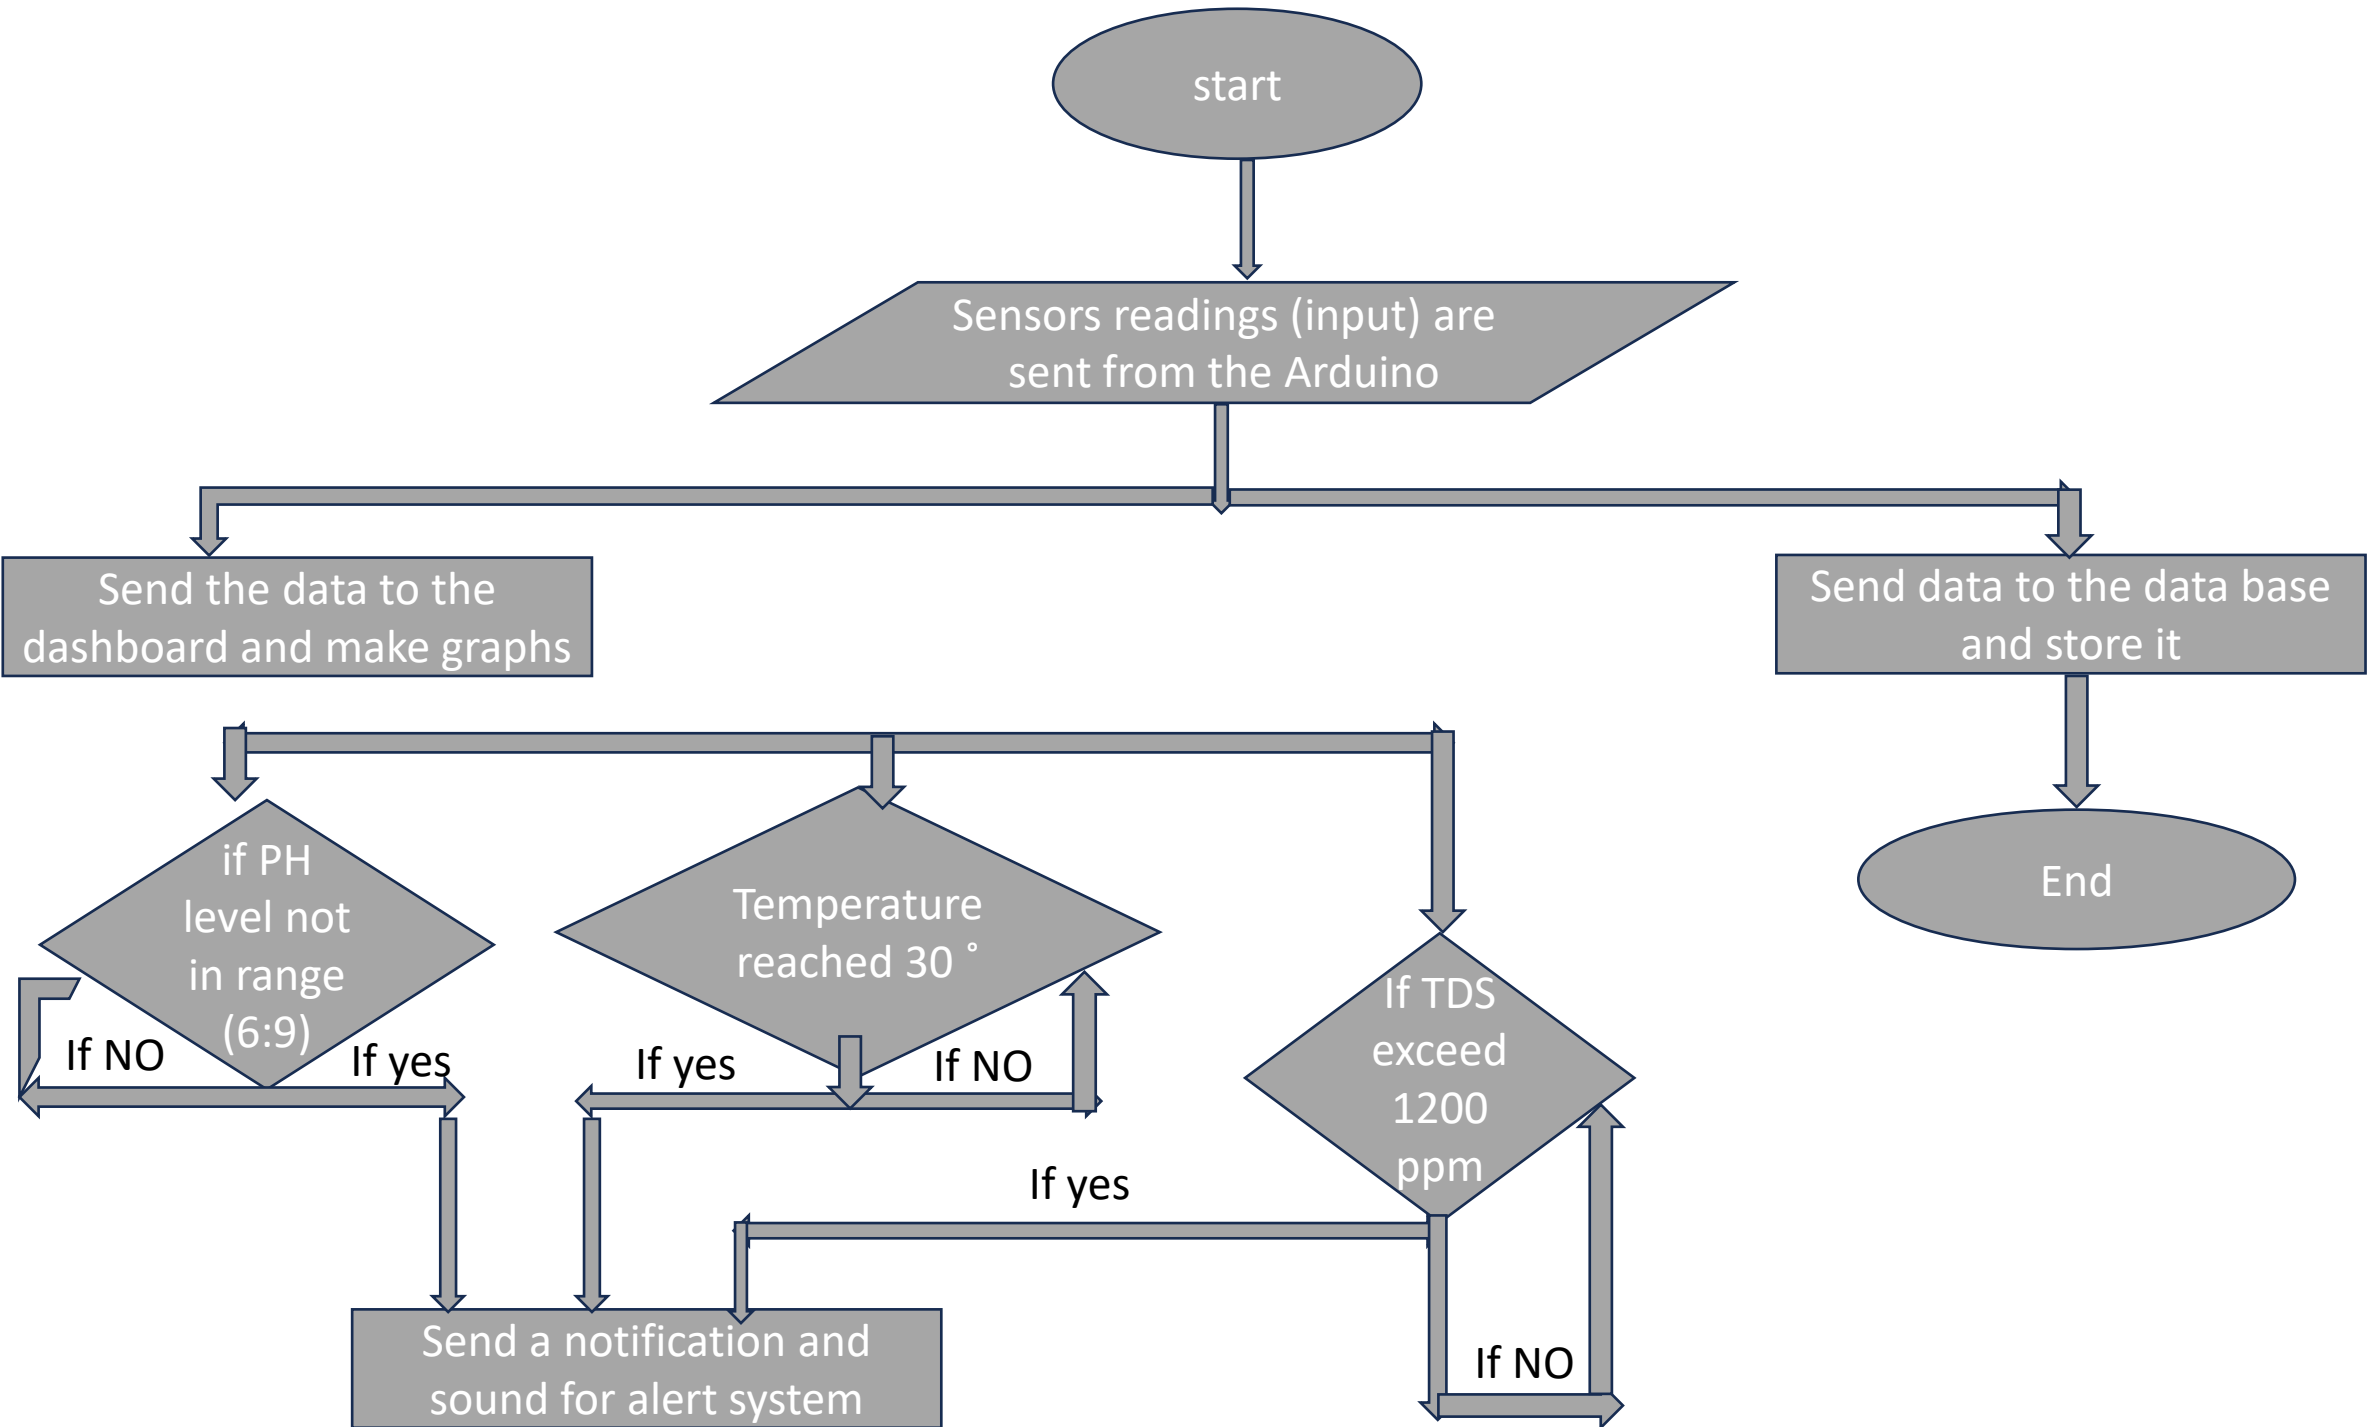 start
Sensors readings (input) are
sent from the Arduino
Send the data to the
dashboard and make graphs
Send data to the data base
and store it
if PH
level not
in range
(6:9)
Temperature
reached 30 ˚
If TDS
exceed
1200
ppm
End
If NO
If yes
If yes
If NO
If yes
If NO
Send a notification and
sound for alert system